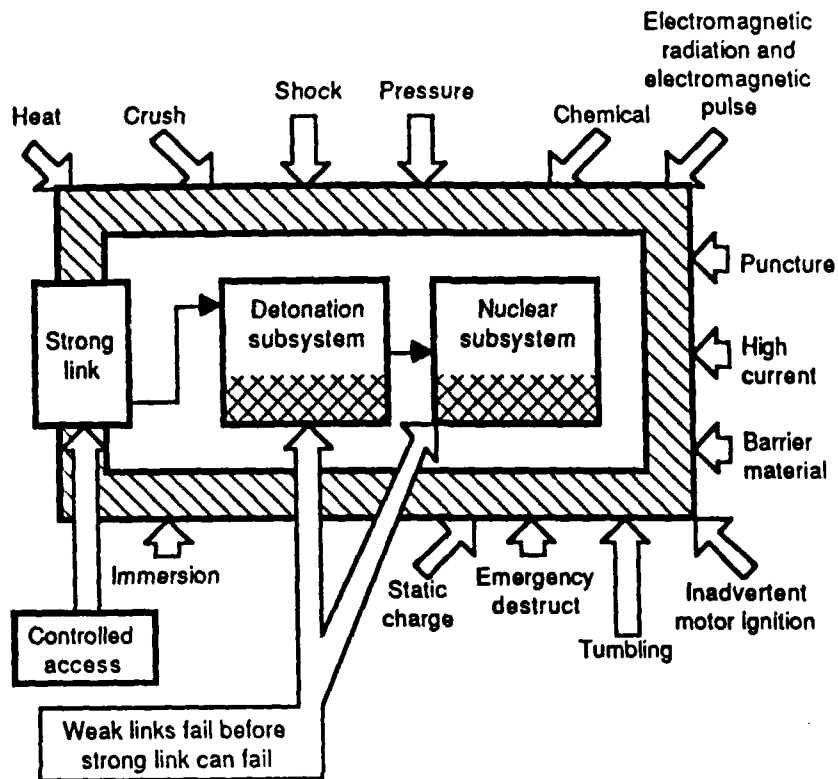 Electromagnetic
radiation and
electromagnetic
pulse
Shock
Pressure
Heat
Crush
Chemical
Puncture
Strong
link
Detonation
subsystem
Nuclear
subsystem
High
current
Barrier
material
Immersion
Static
charge
Emergency
destruct
Inadvertent
motor Ignition
Tumbling
Controlled
access
Weak links fail before
strong link can fail